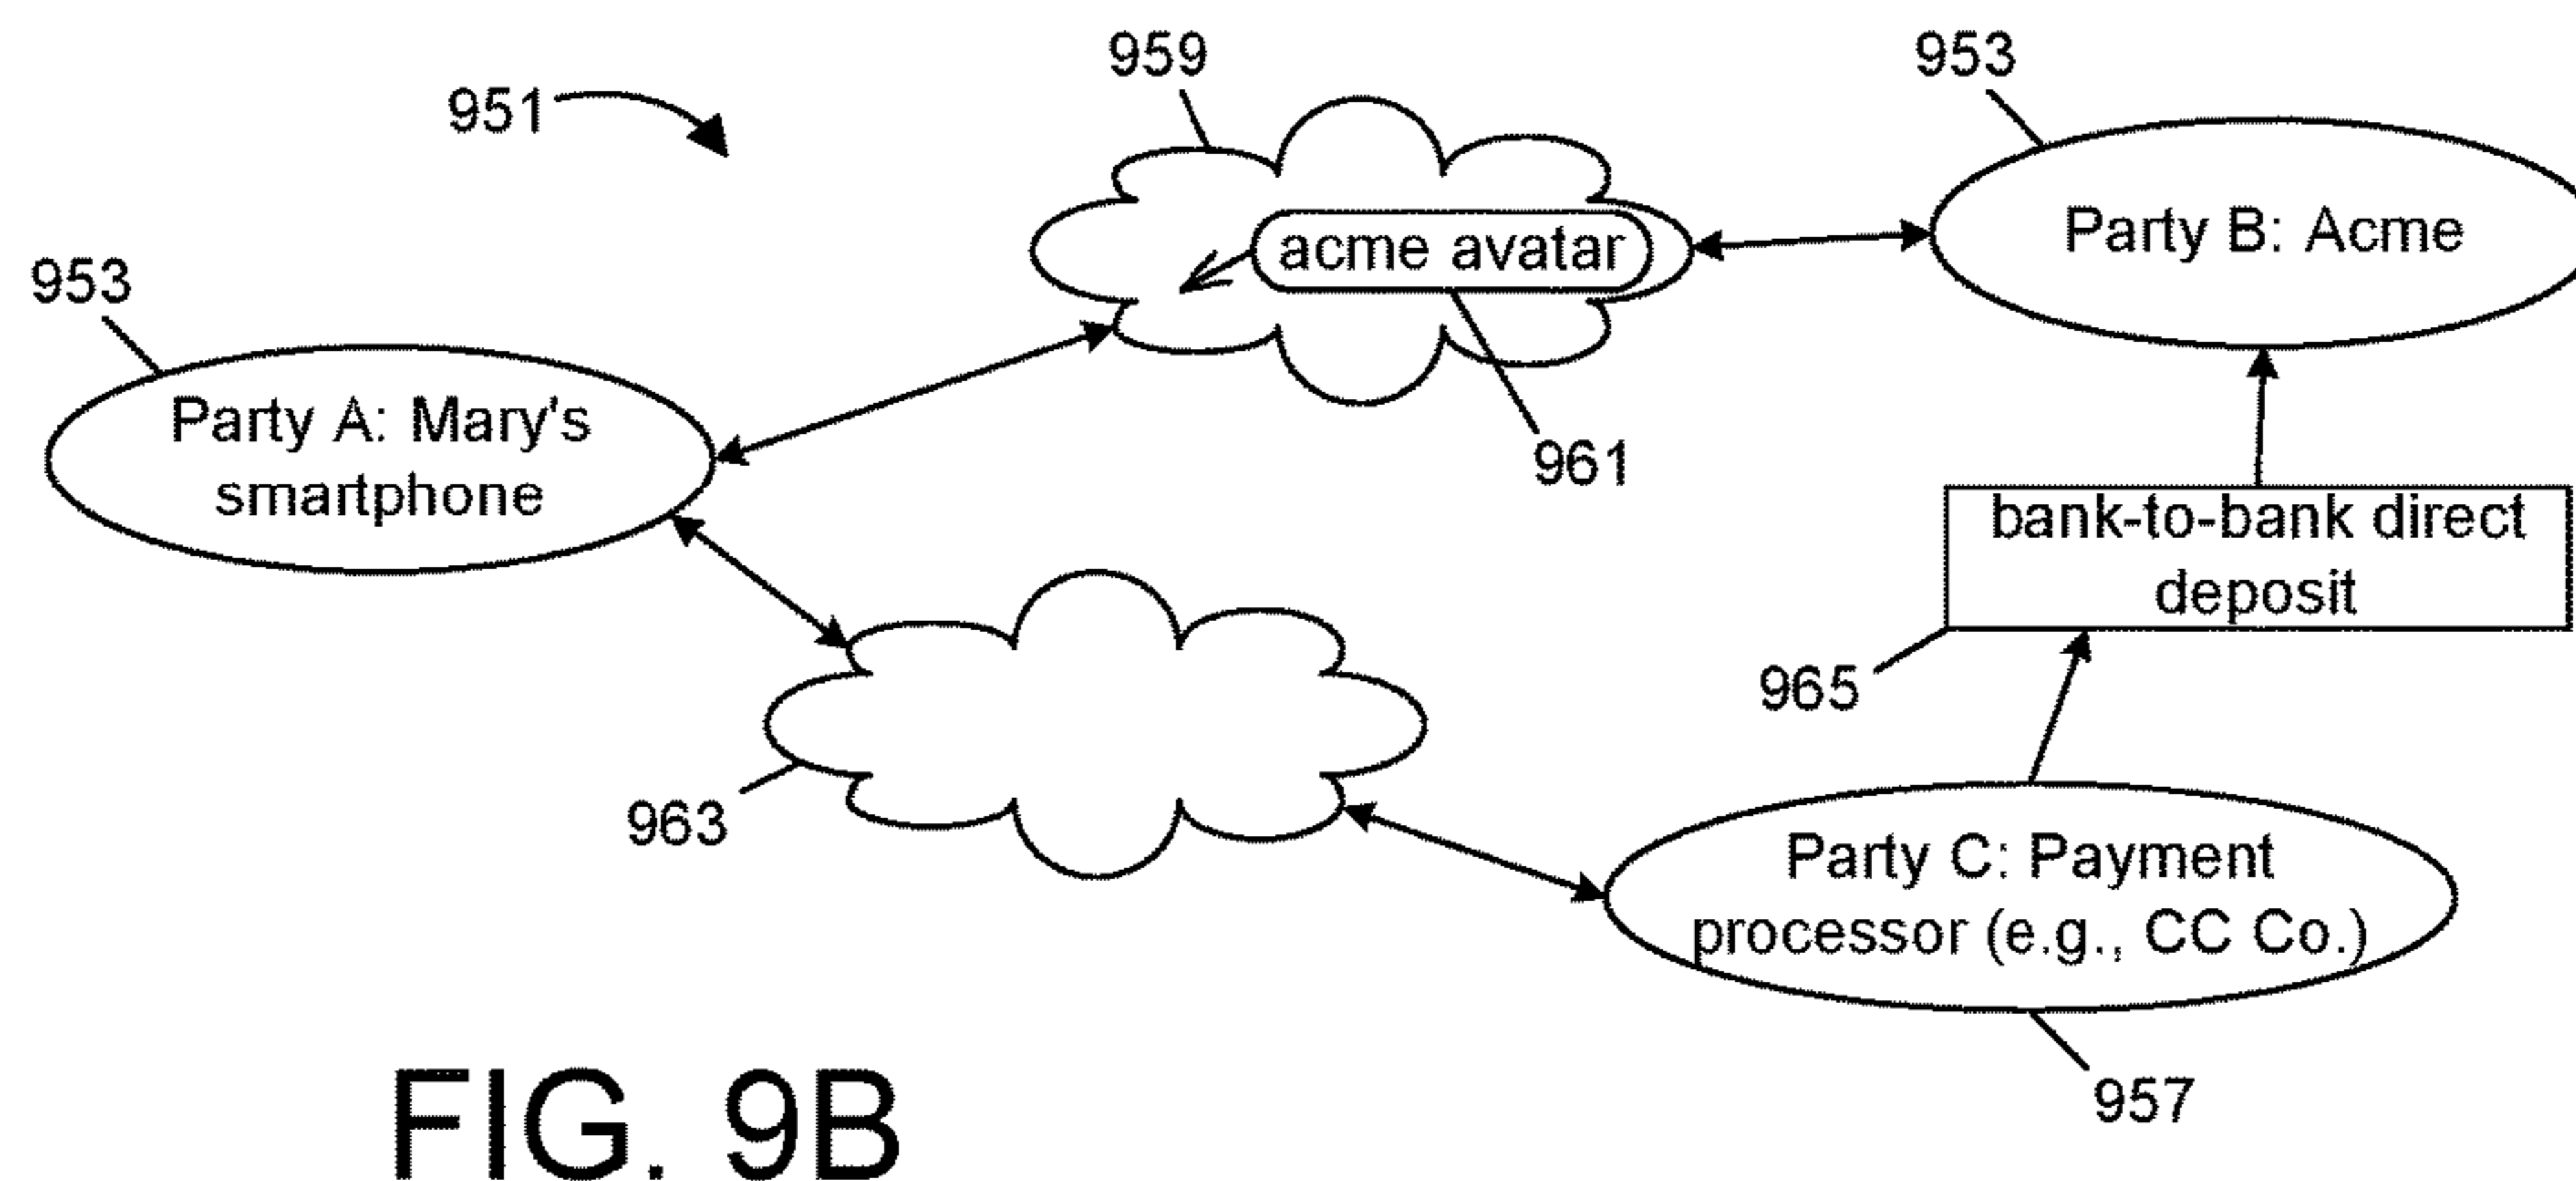 959
953
951
953
acme avatar
Party B: Acme
Party A: Mary's
smartphone
961
bank-to-bank direct
deposit
965
963
Party C: Payment
processor (e.g., CC Co.)
957
FIG. 9B